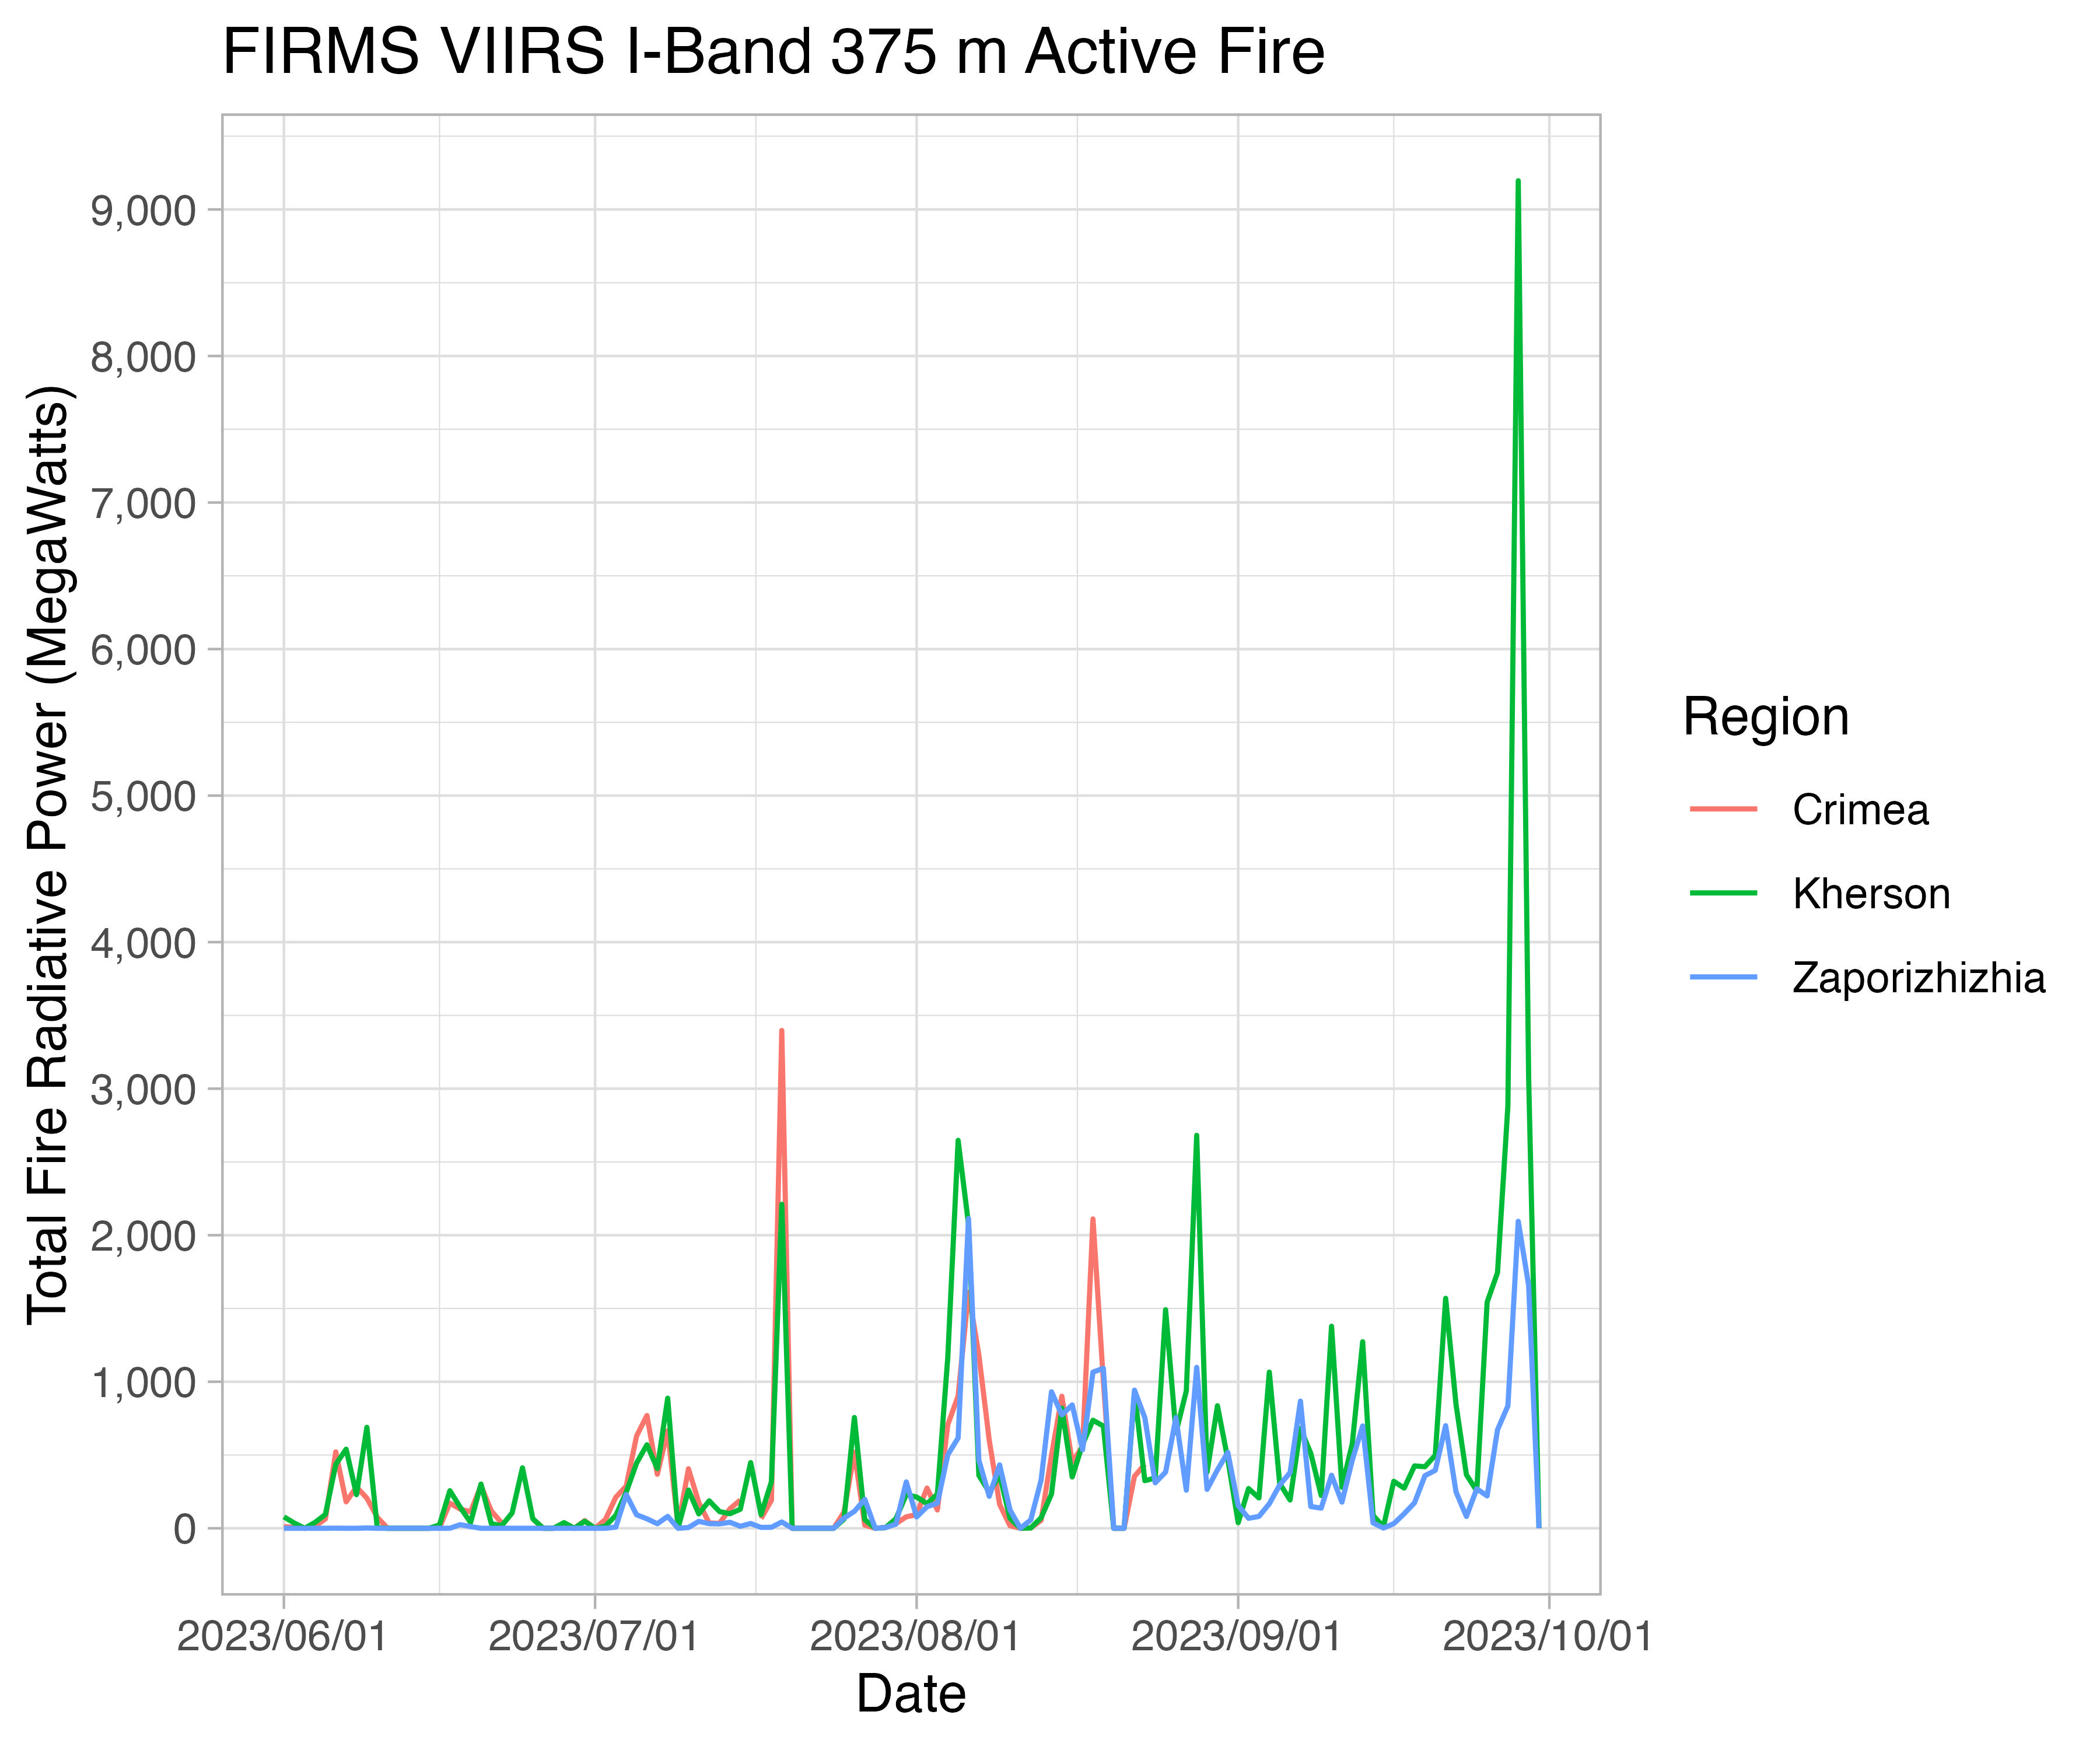 FIRMS VIIRS I-Band 375 m Active Fire
Total Fire Radiative Power (MegaWatts)
9,000
8,000
7,000
6,000
5,000
4,000
3,000
2,000
1,000
0
2023/06/01
2023/07/01
2023/08/01
2023/09/01
2023/10/01
Date
Region
Crimea
Kherson
Zaporizhizhia